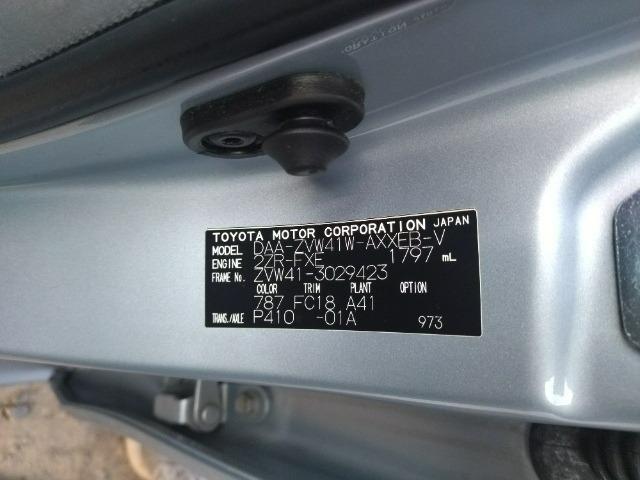 TOYOTA MOTOR CORPORATION JAPAN
MODEL DAA-ZVW41W-AXXEB-V
ENGINE 2ZR-FXE 1797 mL
FRAME No. ZVW41-3029423
COLOR TRIM PLANT OPTION
787 FC18 A41
TRANS./AXLE P410 -01A 973